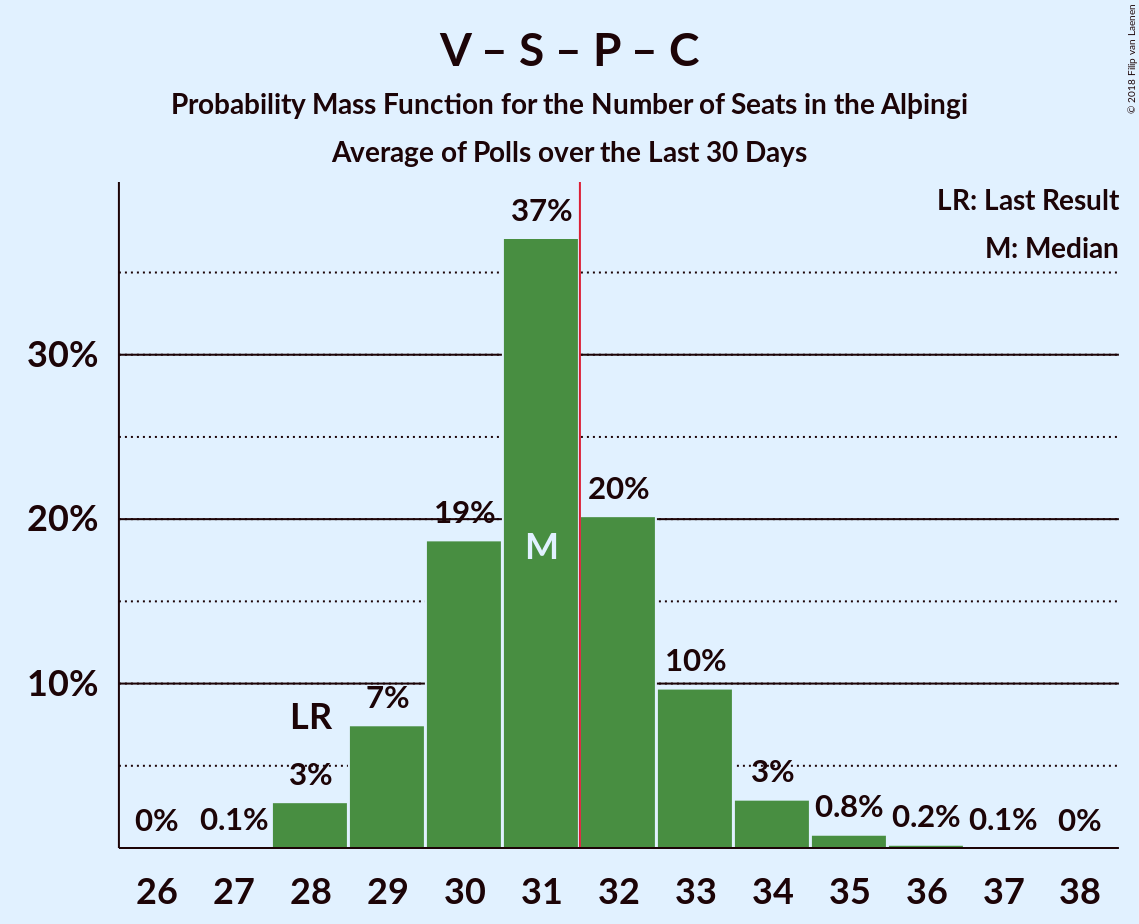 V – S – P – C
Probability Mass Function for the Number of Seats in the Alþingi
Average of Polls over the Last 30 Days
© 2018 Filip van Laenen
LR: Last Result
M: Median
37%
30%
20%
19%
20%
M
10%
10%
7%
LR
3%
3%
0%
0.1%
0.8%
0.2%
0.1%
0%
26 27 28 29 30 31 32 33 34 35 36 37 38